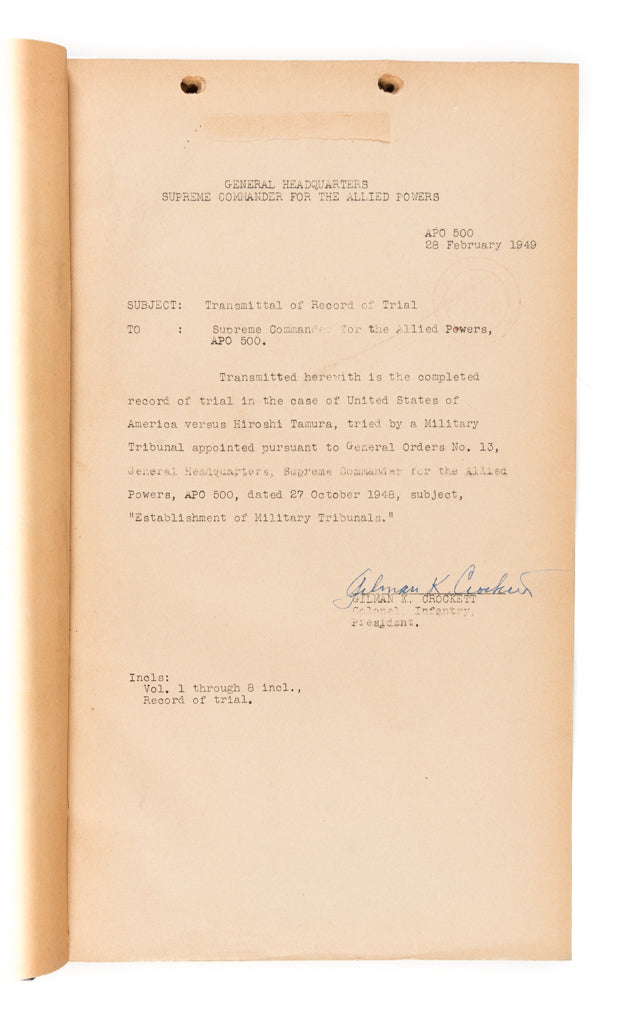 GENERAL HEADQUARTERS
SUPREME COMMANDER FOR THE ALLIED POWERS
APO 500
28 February 1949
SUBJECT: Transmittal of Record of Trial
TO : Supreme Commander for the Allied Powers,
APO 500.
Transmitted herewith is the completed
record of trial in the case of United States of
America versus Hiroshi Tamura, tried by a Military
Tribunal appointed pursuant to General Orders No. 13,
General Headquarters, Supreme Commander for the Allied
Powers, APO 500, dated 27 October 1948, subject,
"Establishment of Military Tribunals."
Gilman K. Crockett
GILMAN K. CROCKETT
Colonel, Infantry,
President.
Incls:
Vol. 1 through 8 incl.,
Record of trial.